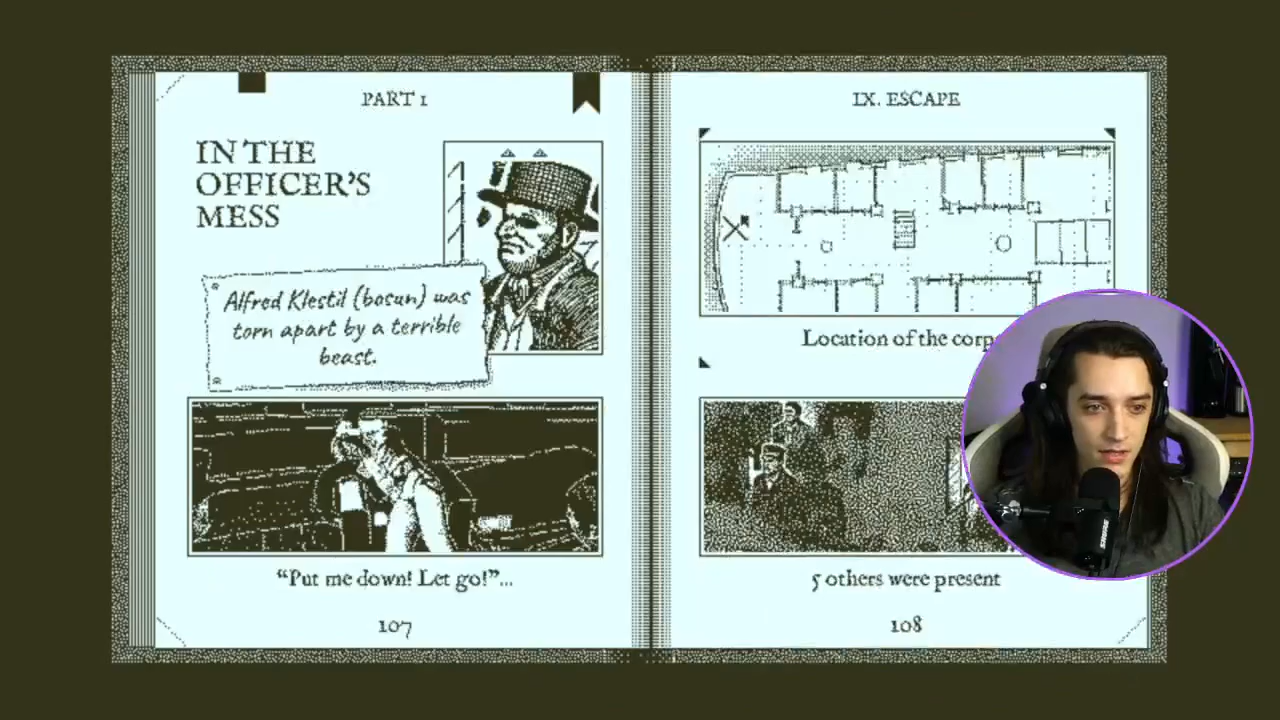 PART 1
IN THE
OFFICER'S
MESS
Alfred Klestil (bosun) was
torn apart by a terrible
beast.
"Put me down! Let go!"...
107
IX. ESCAPE
Location of the
5 others were present
108